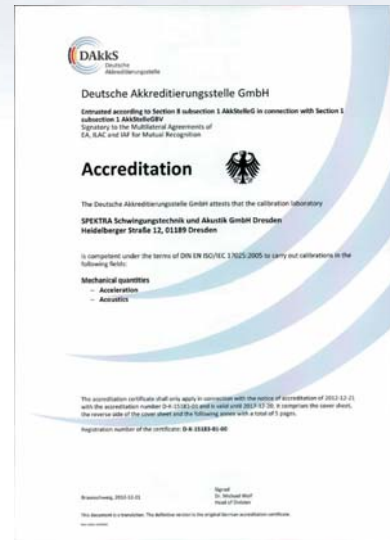 DAkkS
Deutsche
Akkreditierungsstelle
Deutsche Akkreditierungsstelle GmbH
Entrusted according to Section 8 subsection 1 AkkStelleG in connection with Section 1
subsection 1 AkkStelleGBV
Signatory to the Multilateral Agreements of
EA, ILAC and IAF for Mutual Recognition
Accreditation
The Deutsche Akkreditierungsstelle GmbH attests that the calibration laboratory
SPEKTRA Schwingungstechnik und Akustik GmbH Dresden
Heidelberger Straße 12, 01189 Dresden
is competent under the terms of DIN EN ISO/IEC 17025:2005 to carry out calibrations in the
following fields:
Mechanical quantities
– Acceleration
– Acoustics
The accreditation certificate shall only apply in connection with the notice of accreditation of 2012-12-21
with the accreditation number D-K-15183-01 and is valid until 2017-12-20. It comprises the cover sheet,
the reverse side of the cover sheet and the following annex with a total of 5 pages.
Registration number of the certificate: D-K-15183-01-00
Braunschweig, 2012-12-21
Signed
Dr. Michael Wolf
Head of Division
This document is a translation. The definitive version is the original German accreditation certificate.